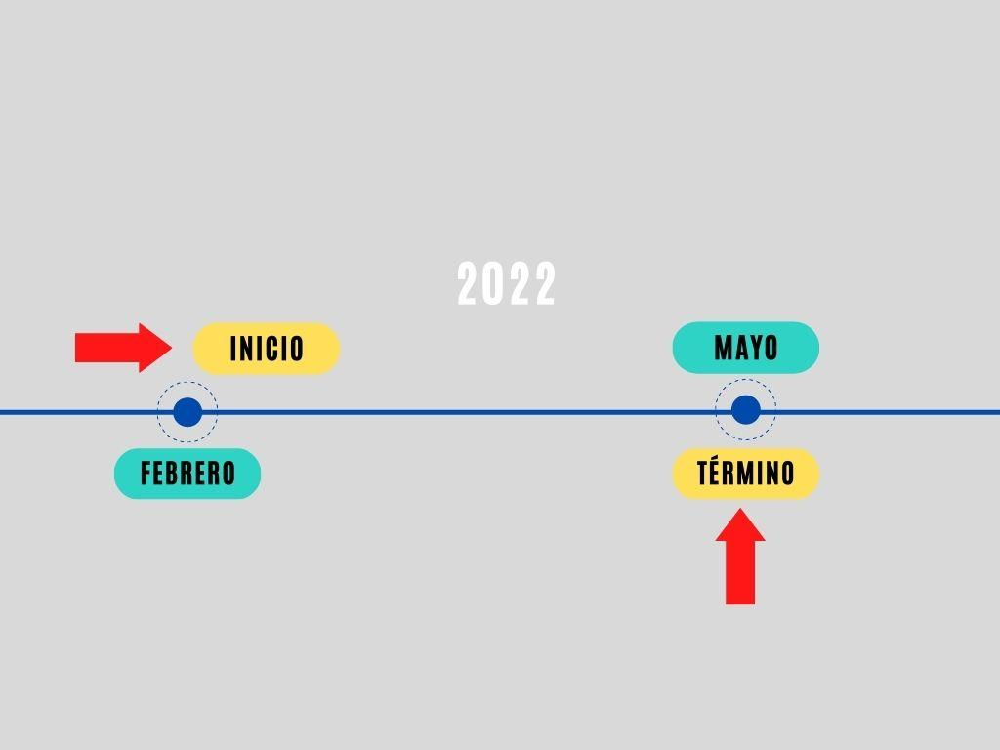 2022
INICIO
MAYO
FEBRERO
TÉRMINO